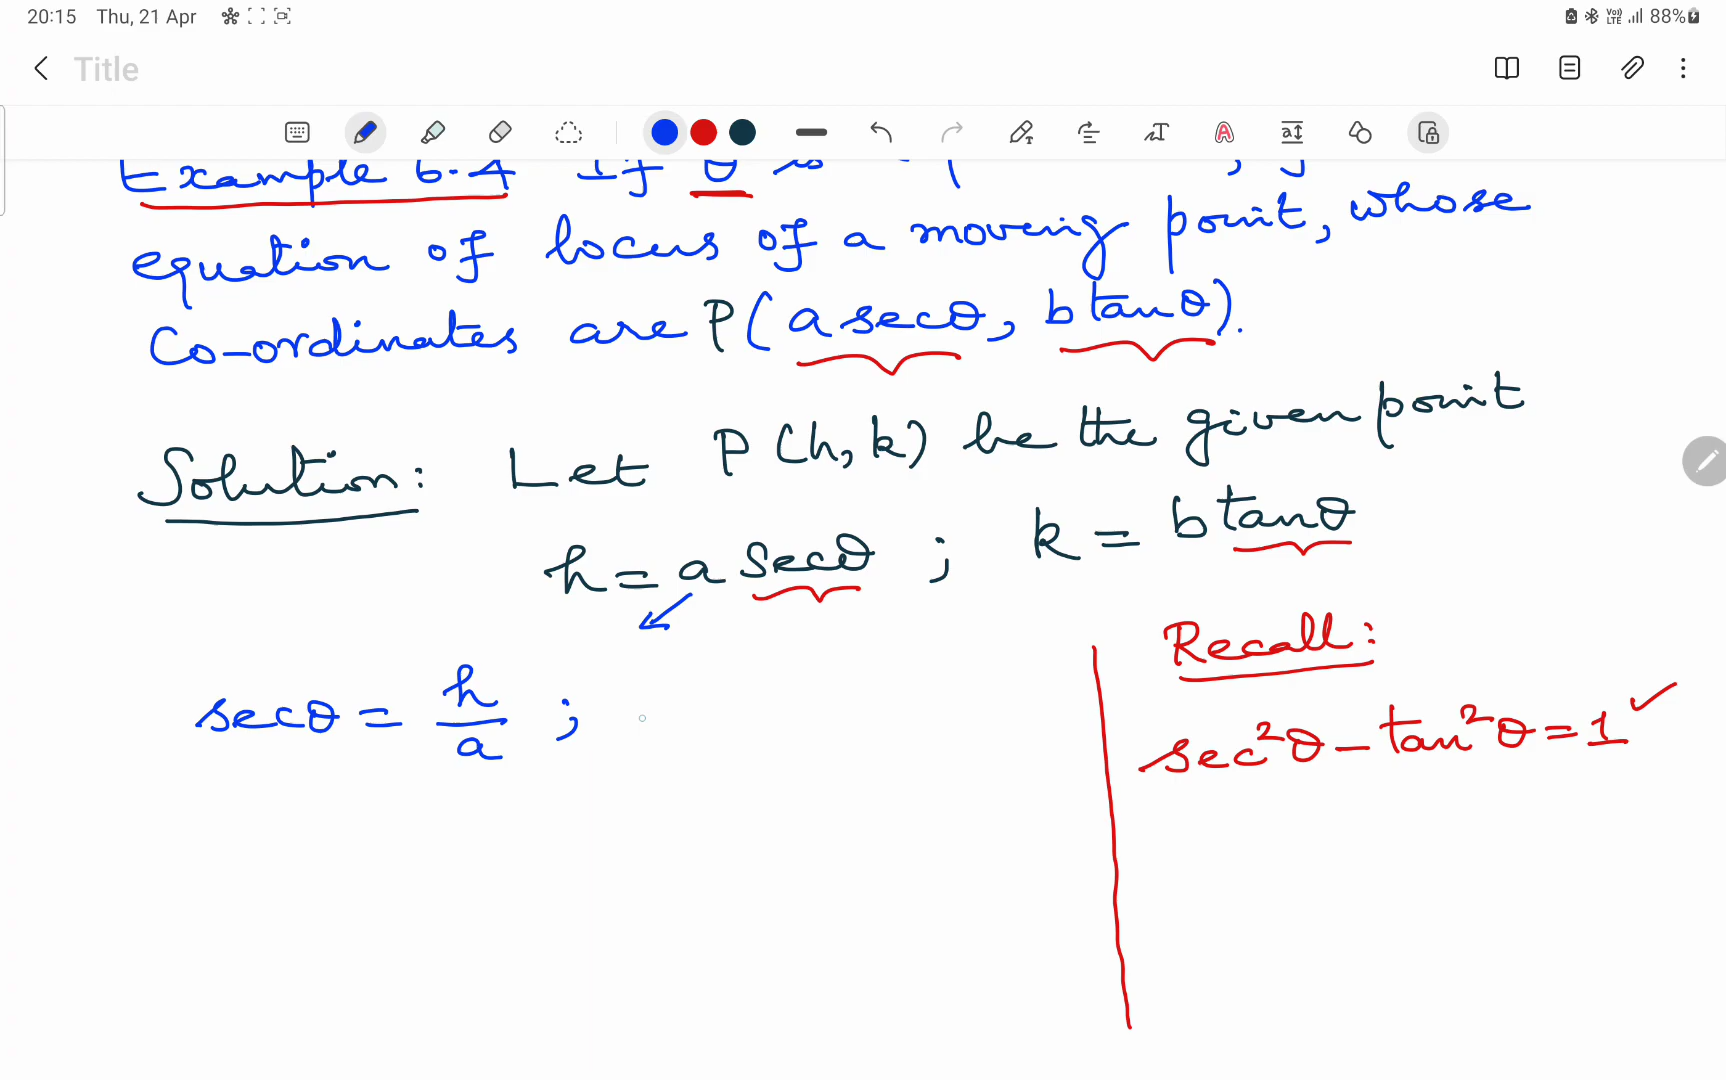 20:15 Thu, 21 Apr 88%
Title
Example 6.4 If θ is
equation of locus of a moving point, whose
Co-ordinates are P(a secθ, b tanθ).
Solution: Let P(h, k) be the given point
h = a secθ ; k = b tanθ
Recall:
secθ = h/a ;
sec²θ − tan²θ = 1 ✓